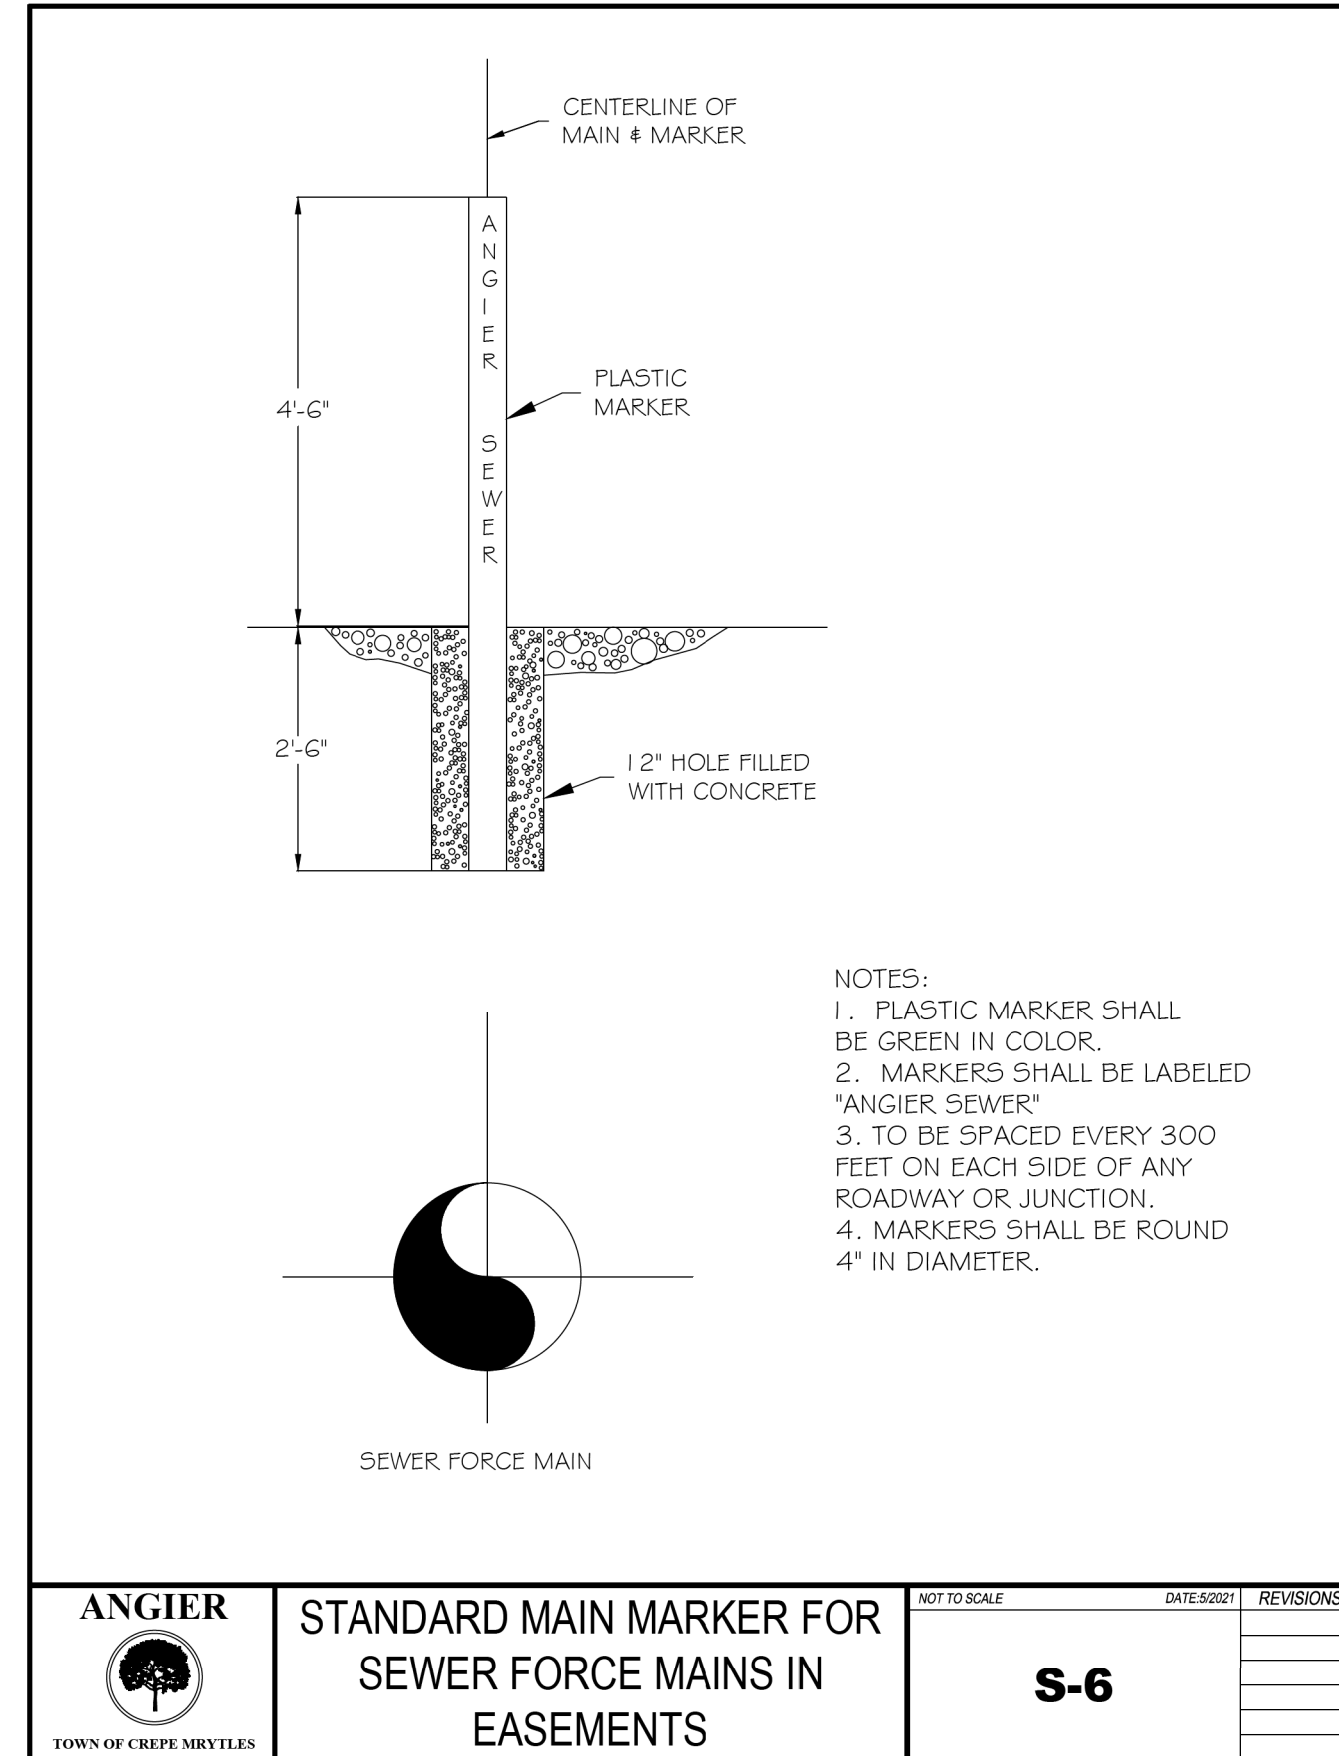 CENTERLINE OF
MAIN & MARKER
ANGIER SEWER
4'-6"
PLASTIC
MARKER
2'-6"
12" HOLE FILLED
WITH CONCRETE
NOTES:
1. PLASTIC MARKER SHALL
BE GREEN IN COLOR.
2. MARKERS SHALL BE LABELED
"ANGIER SEWER"
3. TO BE SPACED EVERY 300
FEET ON EACH SIDE OF ANY
ROADWAY OR JUNCTION.
4. MARKERS SHALL BE ROUND
4" IN DIAMETER.
SEWER FORCE MAIN
ANGIER
TOWN OF CREPE MRYTLES
STANDARD MAIN MARKER FOR
SEWER FORCE MAINS IN
EASEMENTS
NOT TO SCALE
DATE:5/2021
S-6
REVISIONS